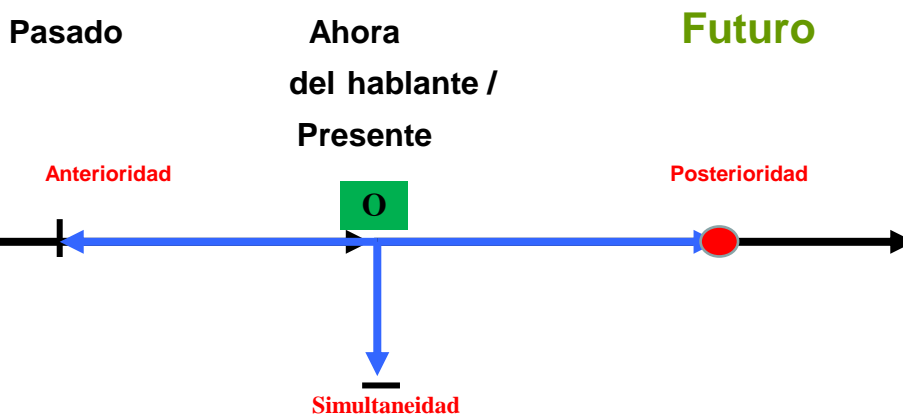 Pasado
Ahora
Futuro
del hablante /
Presente
Anterioridad
Posterioridad
O
Simultaneidad